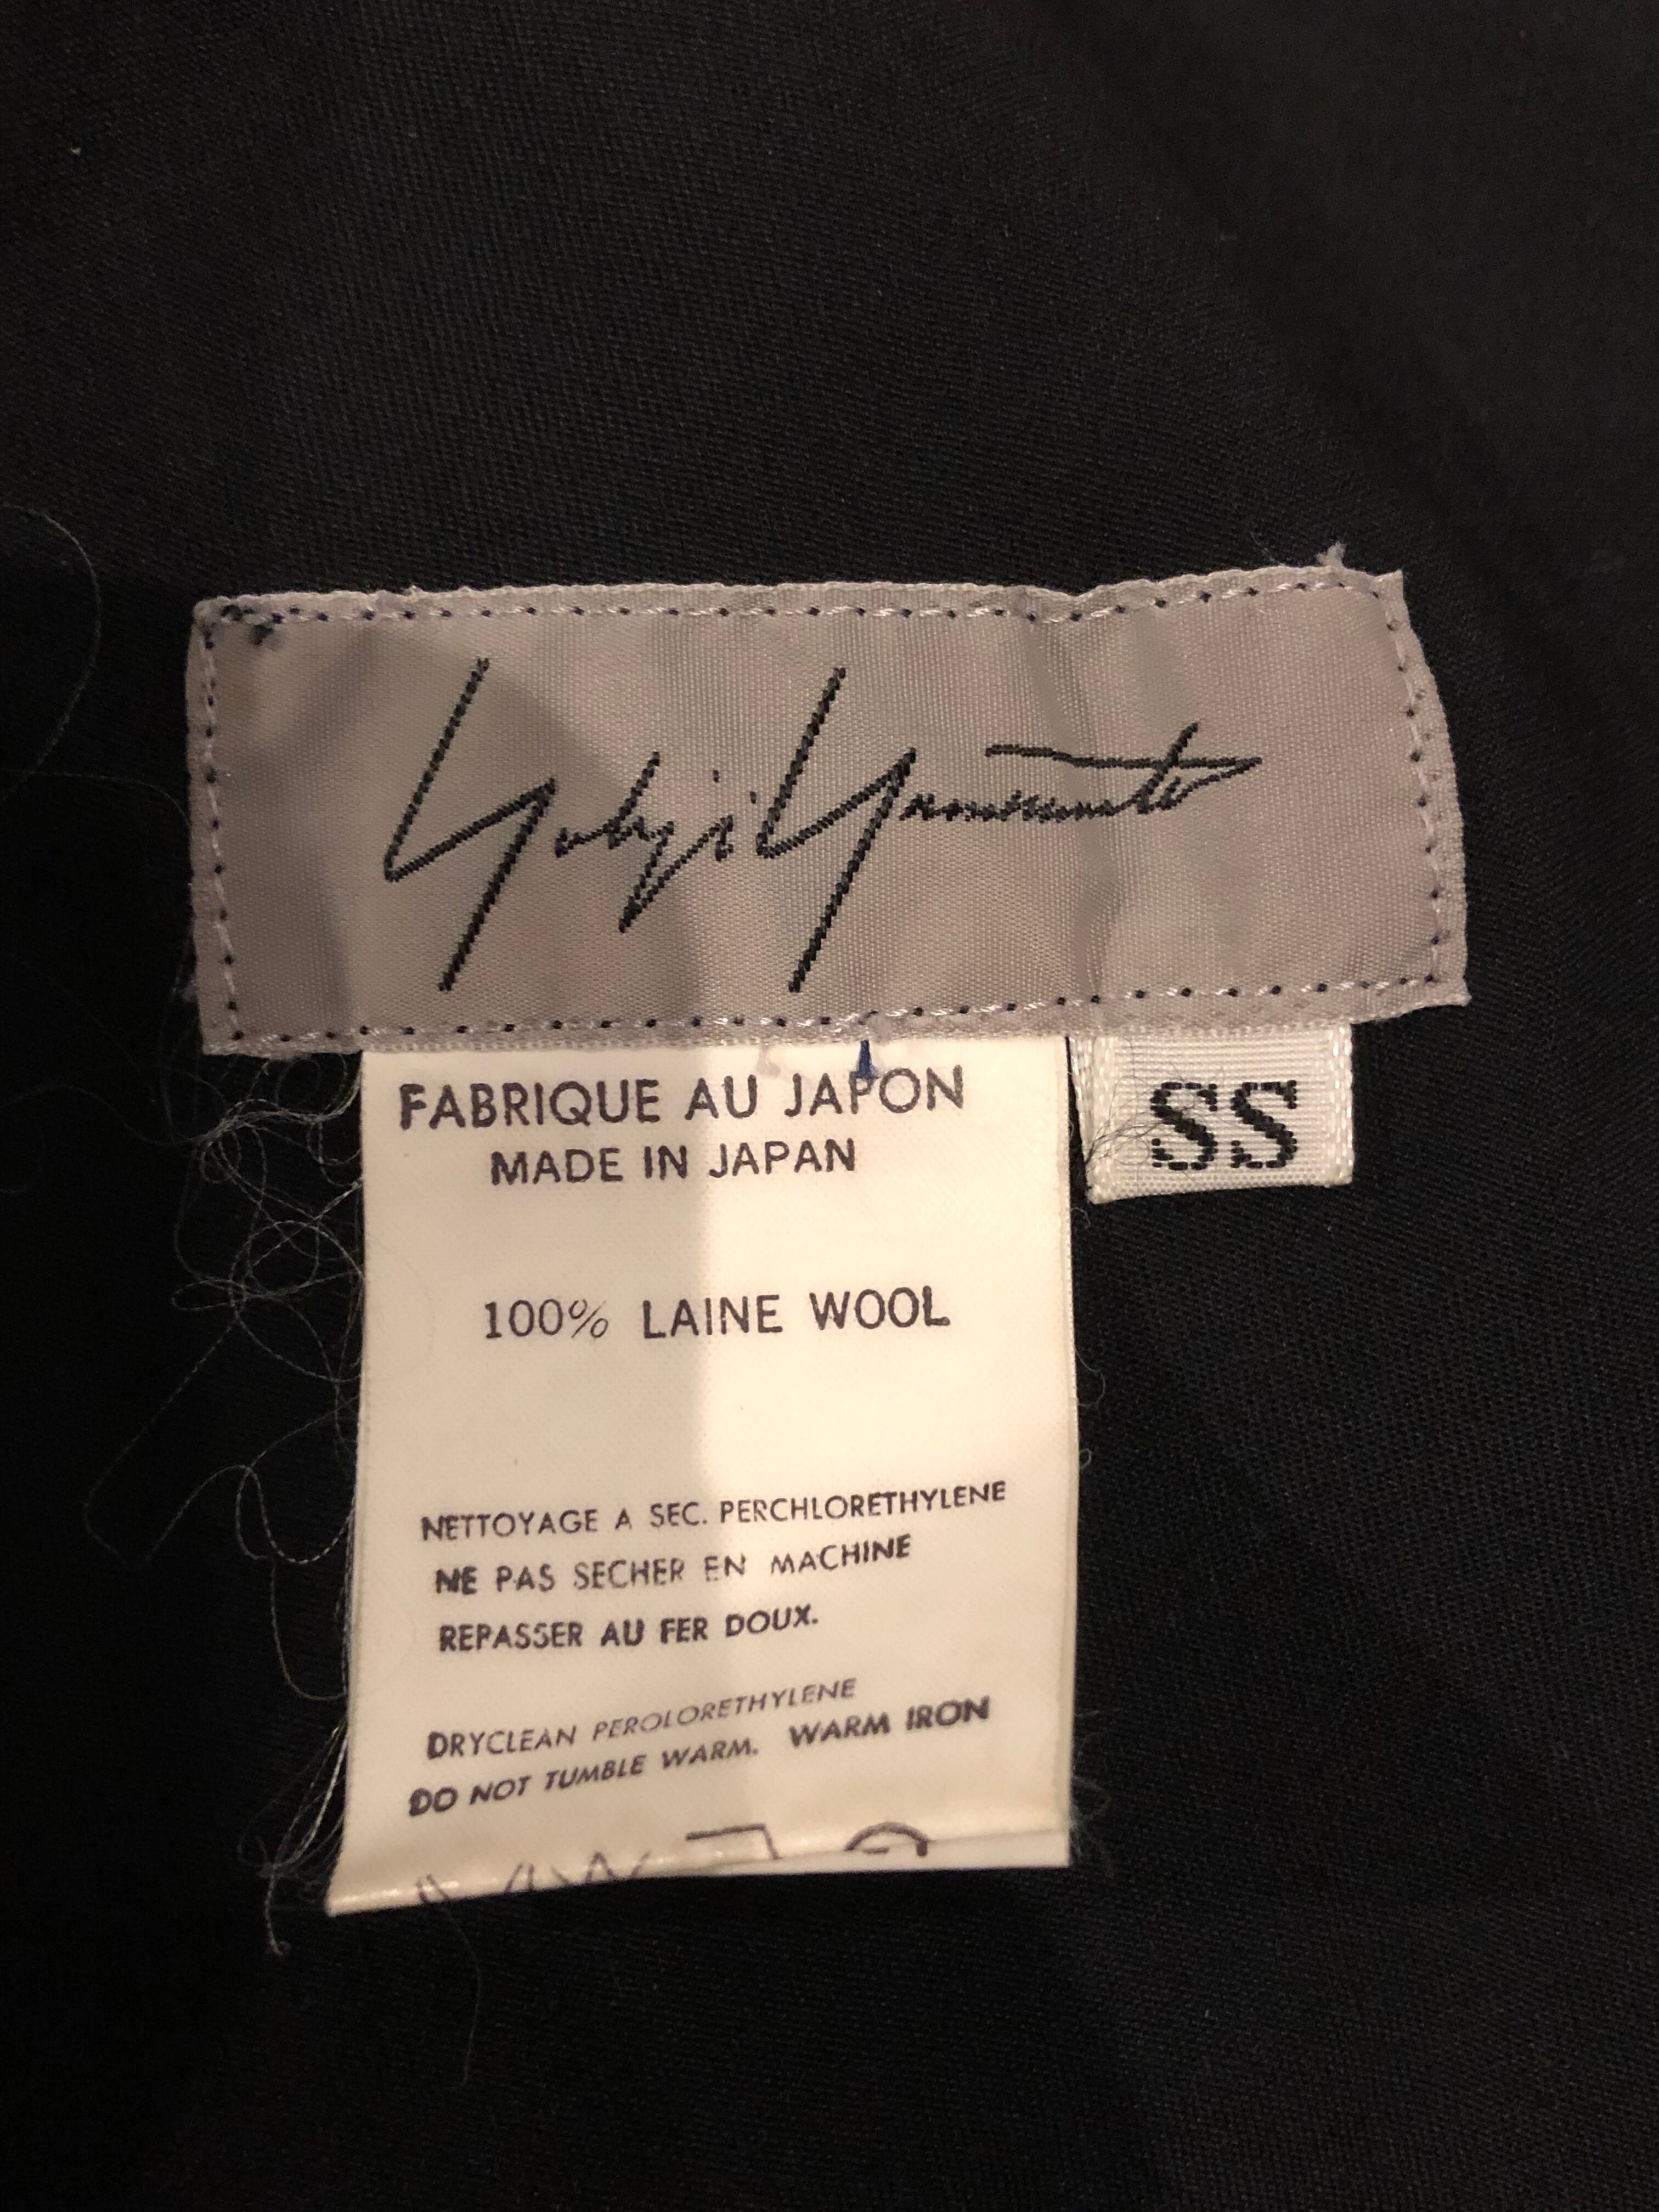 Yohji Yamamoto
FABRIQUE AU JAPON
MADE IN JAPAN
SS
100% LAINE WOOL
NETTOYAGE A SEC. PERCHLORETHYLENE
NE PAS SECHER EN MACHINE
REPASSER AU FER DOUX.
DRYCLEAN PEROLORETHYLENE
DO NOT TUMBLE WARM. WARM IRON